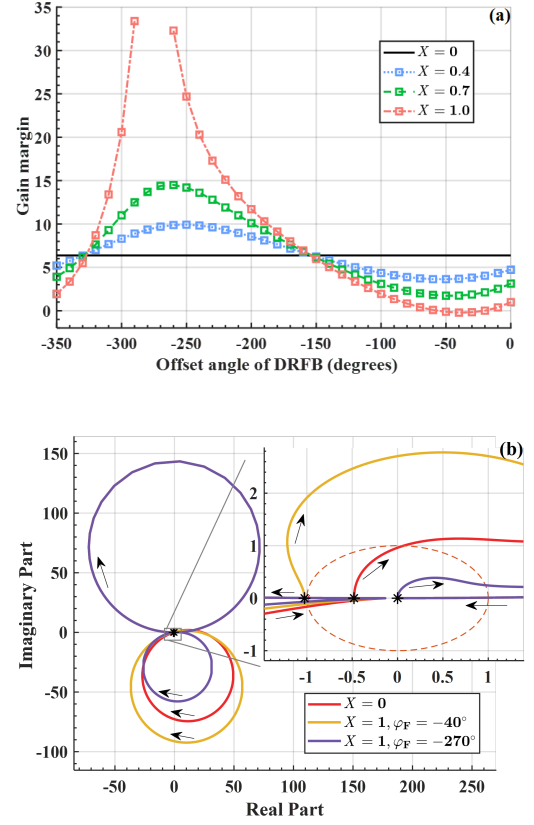 (a)
35
30
25
20
15
10
5
0
Gain margin
X = 0
X = 0.4
X = 0.7
X = 1.0
-350 -300 -250 -200 -150 -100 -50 0
Offset angle of DRFB (degrees)
(b)
150
100
50
0
-50
-100
Imaginary Part
2
1
0
-1
-1 -0.5 0 0.5 1
X = 0
X = 1, φF = −40°
X = 1, φF = −270°
-50 0 50 100 150 200 250
Real Part